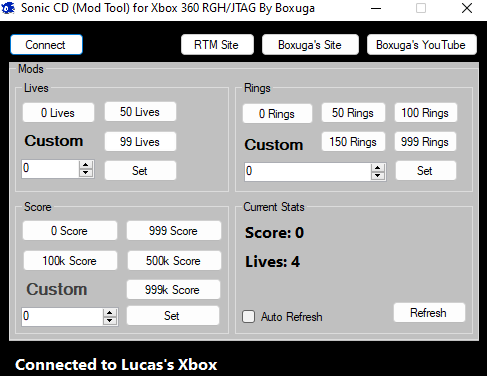 Sonic CD (Mod Tool) for Xbox 360 RGH/JTAG By Boxuga
Connect
RTM Site
Boxuga's Site
Boxuga's YouTube
Mods
Lives
0 Lives
50 Lives
Custom
99 Lives
0
Set
Rings
0 Rings
50 Rings
100 Rings
Custom
150 Rings
999 Rings
0
Set
Score
0 Score
999 Score
100k Score
500k Score
Custom
999k Score
0
Set
Current Stats
Score: 0
Lives: 4
Auto Refresh
Refresh
Connected to Lucas's Xbox